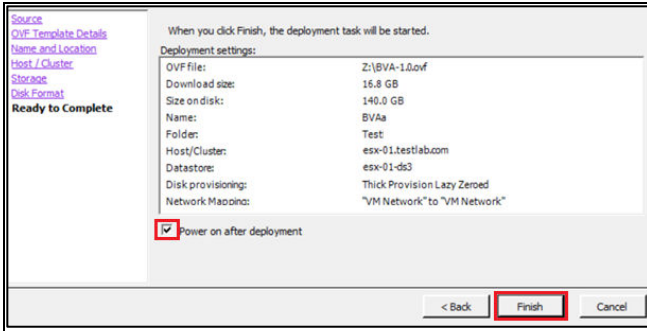 Source
OVF Template Details
Name and Location
Host / Cluster
Storage
Disk Format
Ready to Complete
When you click Finish, the deployment task will be started.
Deployment settings:
OVF file: Z:\BVA-1.0.ovf
Download size: 16.8 GB
Size on disk: 140.0 GB
Name: BVAa
Folder: Test
Host/Cluster: esx-01.testlab.com
Datastore: esx-01-ds3
Disk provisioning: Thick Provision Lazy Zeroed
Network Mapping: "VM Network" to "VM Network"
Power on after deployment
< Back Finish Cancel